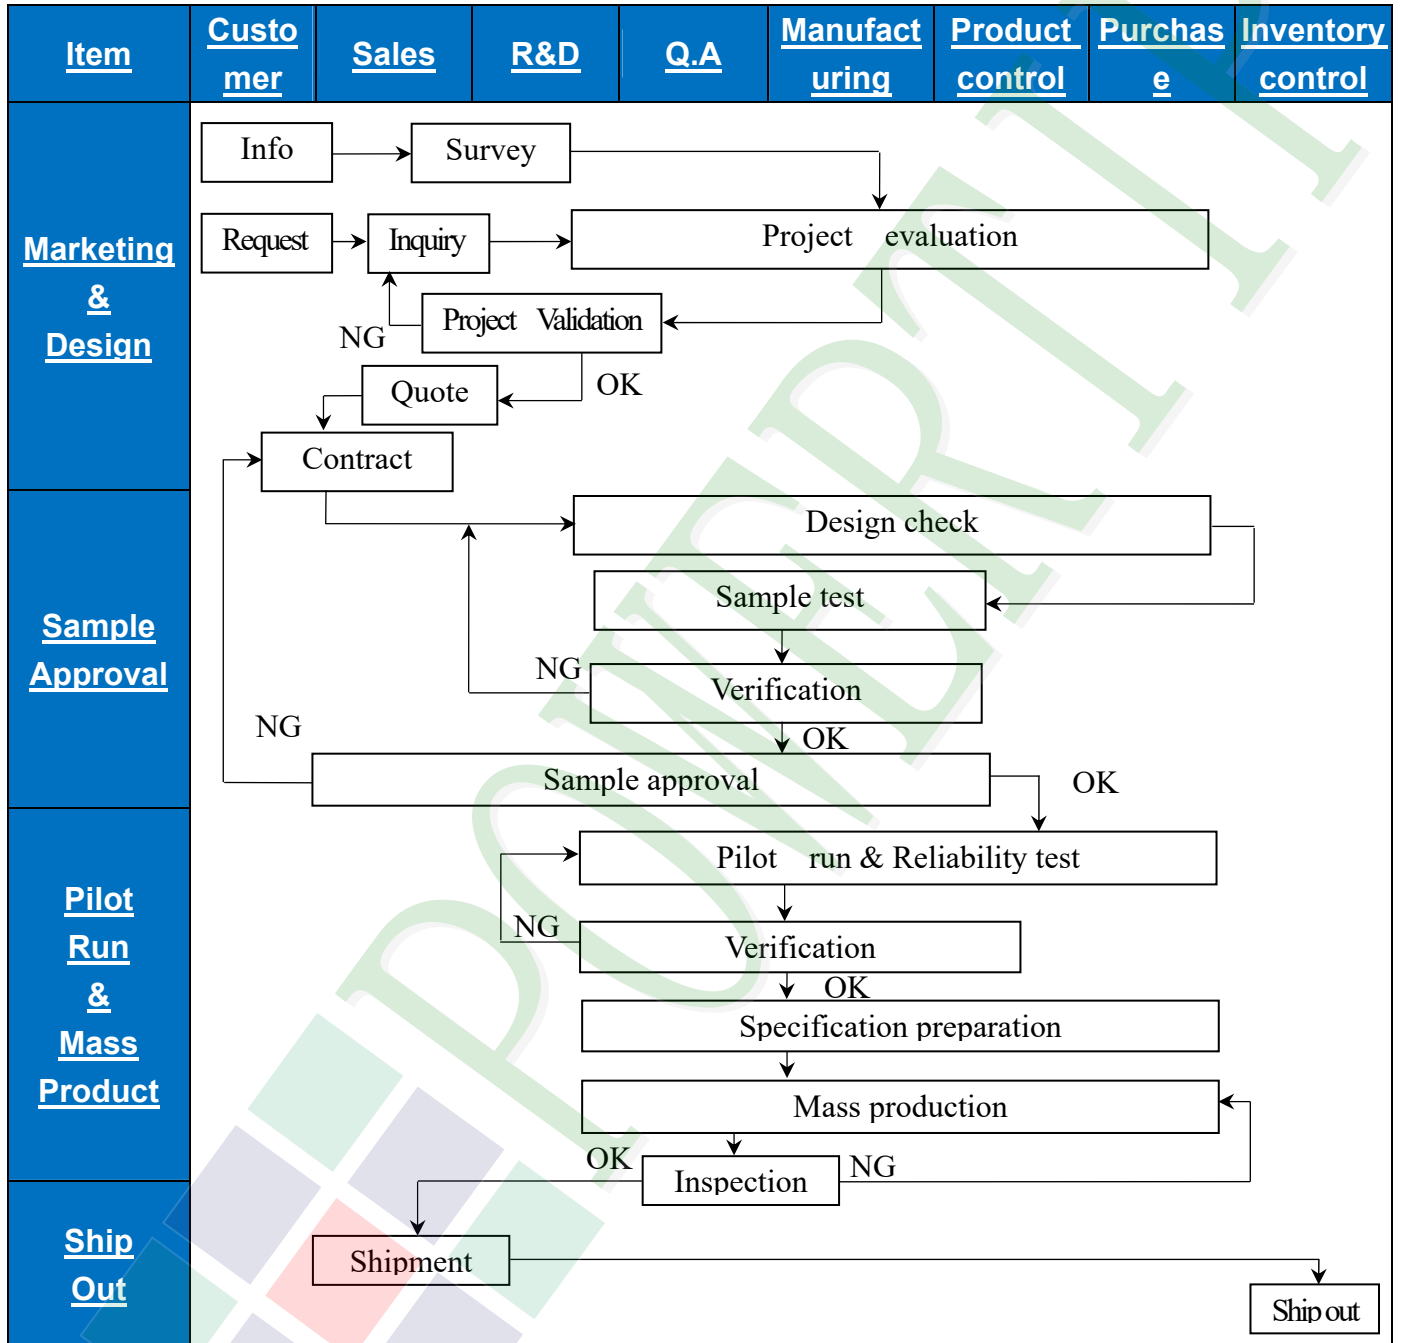 Item
Custo
mer
Sales
R&D
Q.A
Manufact
uring
Product
control
Purchas
e
Inventory
control
Marketing
&
Design
Info
Survey
Request
Inquiry
Project evaluation
NG
Project Validation
Quote
OK
Contract
Sample
Approval
Design check
Sample test
NG
Verification
NG
OK
Sample approval
OK
Pilot
Run
&
Mass
Product
Pilot run & Reliability test
NG
Verification
OK
Specification preparation
Mass production
OK
Inspection
NG
Ship
Out
Shipment
Ship out
POWERTIP